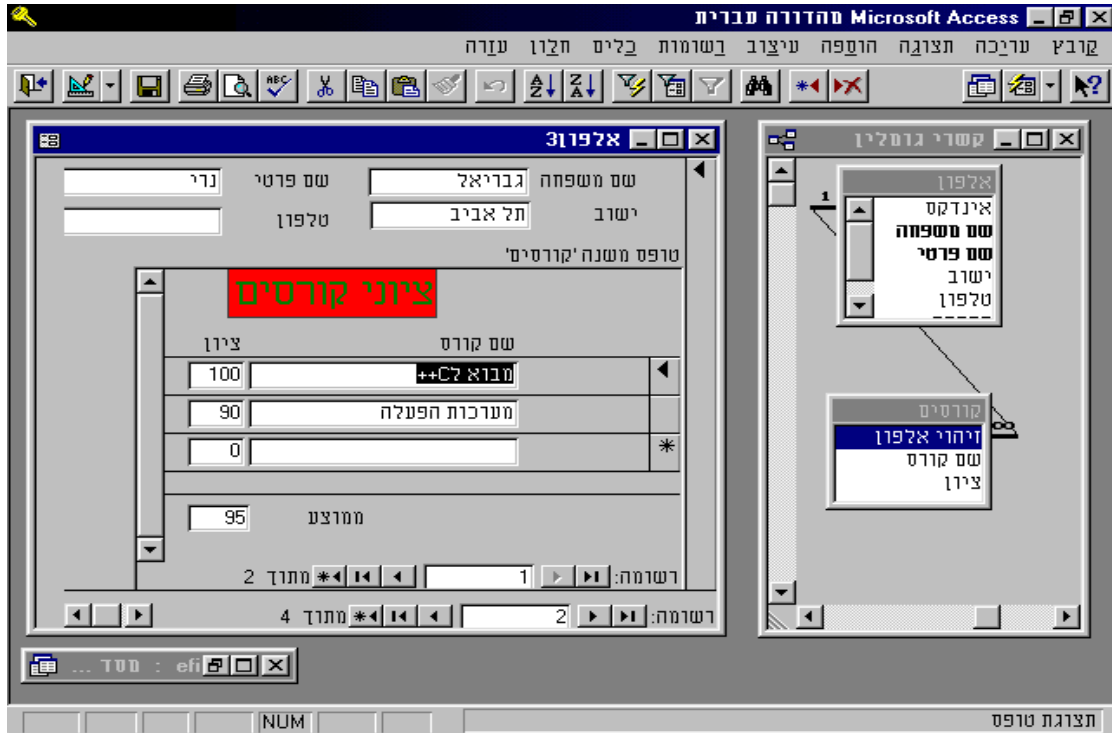 Microsoft Access מהדורה עברית
קובץ עריכה תצוגה הוספה עיצוב רשומות כלים חלון עזרה
אלפון3
שם משפחה גבריאל שם פרטי נרי
ישוב תל אביב טלפון
טופס משנה 'קורסים'
ציוני קורסים
שם קורס ציון
מבוא לC++ 100
מערכות הפעלה 90
0
ממוצע 95
רשומה: 1 מתוך 2
רשומה: 2 מתוך 4
קשרי גומלין
אלפון
1
אינדקס
שם משפחה
שם פרטי
ישוב
טלפון
קורסים
∞
זיהוי אלפון
שם קורס
ציון
efi : מסד ...
תצוגת טופס
NUM